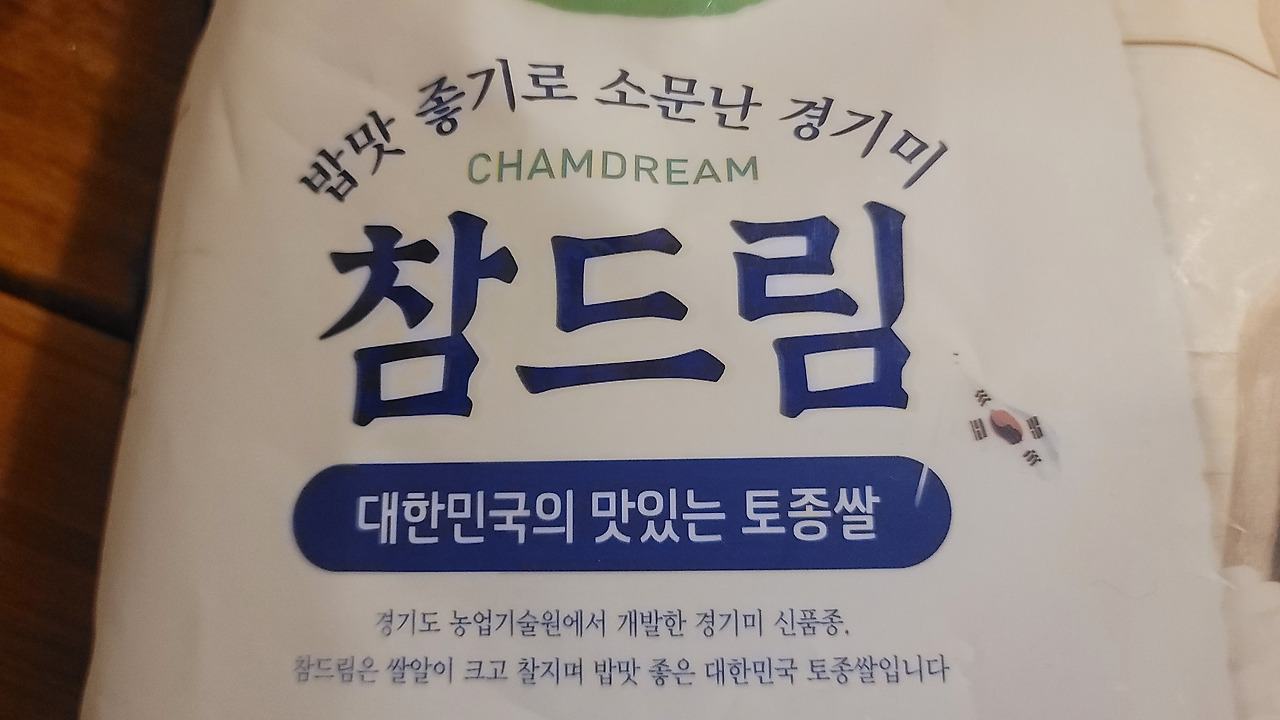 밥맛 좋기로 소문난 경기미
CHAMDREAM
참드림
대한민국의 맛있는 토종쌀
경기도 농업기술원에서 개발한 경기미 신품종.
참드림은 쌀알이 크고 찰지며 밥맛 좋은 대한민국 토종쌀입니다